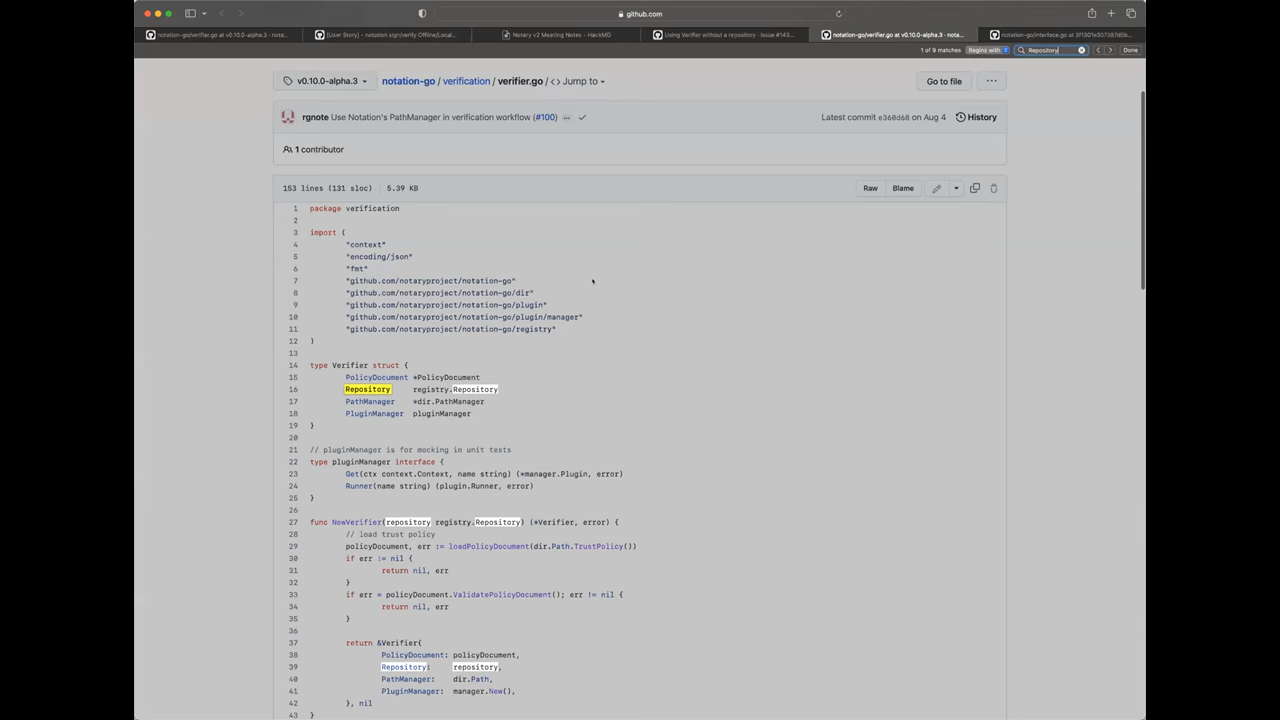 github.com
notation-go/verifier.go at v0.10.0-alpha.3 · nota...
[User Story] - notation sign/verify Offline/Local...
Notary v2 Meeting Notes - HackMD
Using Verifier without a repository · Issue #143...
notation-go/verifier.go at v0.10.0-alpha.3 · nota...
1 of 9 matches
Begins with
Repository
Done
v0.10.0-alpha.3
notation-go / verification / verifier.go / <> Jump to
Go to file
...
rgnote Use Notation's PathManager in verification workflow (#100) ...
Latest commit e360d68 on Aug 4
History
1 contributor
153 lines (131 sloc) | 5.39 KB
Raw
Blame
1 package verification
2
3 import (
4 "context"
5 "encoding/json"
6 "fmt"
7 "github.com/notaryproject/notation-go"
8 "github.com/notaryproject/notation-go/dir"
9 "github.com/notaryproject/notation-go/plugin"
10 "github.com/notaryproject/notation-go/plugin/manager"
11 "github.com/notaryproject/notation-go/registry"
12 )
13
14 type Verifier struct {
15 PolicyDocument *PolicyDocument
16 Repository registry.Repository
17 PathManager *dir.PathManager
18 PluginManager pluginManager
19 }
20
21 // pluginManager is for mocking in unit tests
22 type pluginManager interface {
23 Get(ctx context.Context, name string) (*manager.Plugin, error)
24 Runner(name string) (plugin.Runner, error)
25 }
26
27 func NewVerifier(repository registry.Repository) (*Verifier, error) {
28 // load trust policy
29 policyDocument, err := loadPolicyDocument(dir.Path.TrustPolicy())
30 if err != nil {
31 return nil, err
32 }
33 if err = policyDocument.ValidatePolicyDocument(); err != nil {
34 return nil, err
35 }
36
37 return &Verifier{
38 PolicyDocument: policyDocument,
39 Repository: repository,
40 PathManager: dir.Path,
41 PluginManager: manager.New(),
42 }, nil
43 }